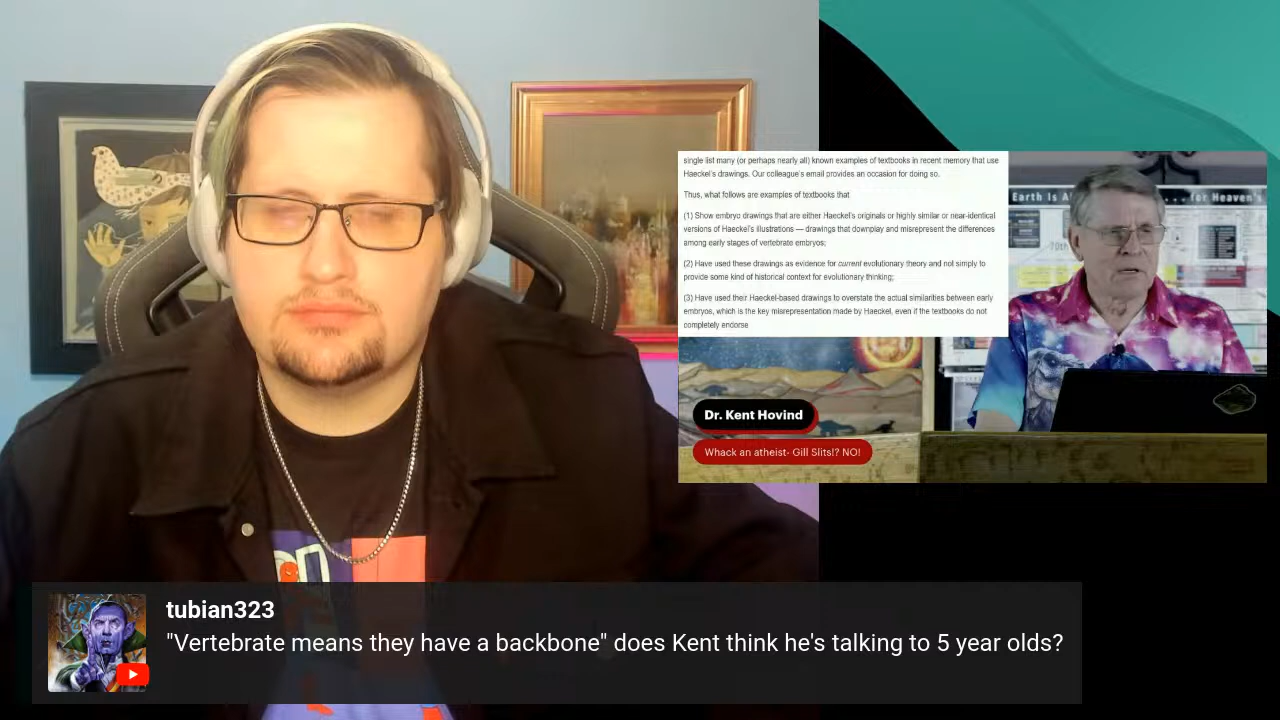 single list many (or perhaps nearly all) known examples of textbooks in recent memory that use
Haeckel's drawings. Our colleague's email provides an occasion for doing so.
Thus, what follows are examples of textbooks that
(1) Show embryo drawings that are either Haeckel's originals or highly similar or near-identical
versions of Haeckel's illustrations — drawings that downplay and misrepresent the differences
among early stages of vertebrate embryos;
(2) Have used these drawings as evidence for current evolutionary theory and not simply to
provide some kind of historical context for evolutionary thinking;
(3) Have used their Haeckel-based drawings to overstate the actual similarities between early
embryos, which is the key misrepresentation made by Haeckel, even if the textbooks do not
completely endorse
Earth Is
for Heaven's
70th
Dr. Kent Hovind
Whack an atheist- Gill Slits!? NO!
tubian323
"Vertebrate means they have a backbone" does Kent think he's talking to 5 year olds?